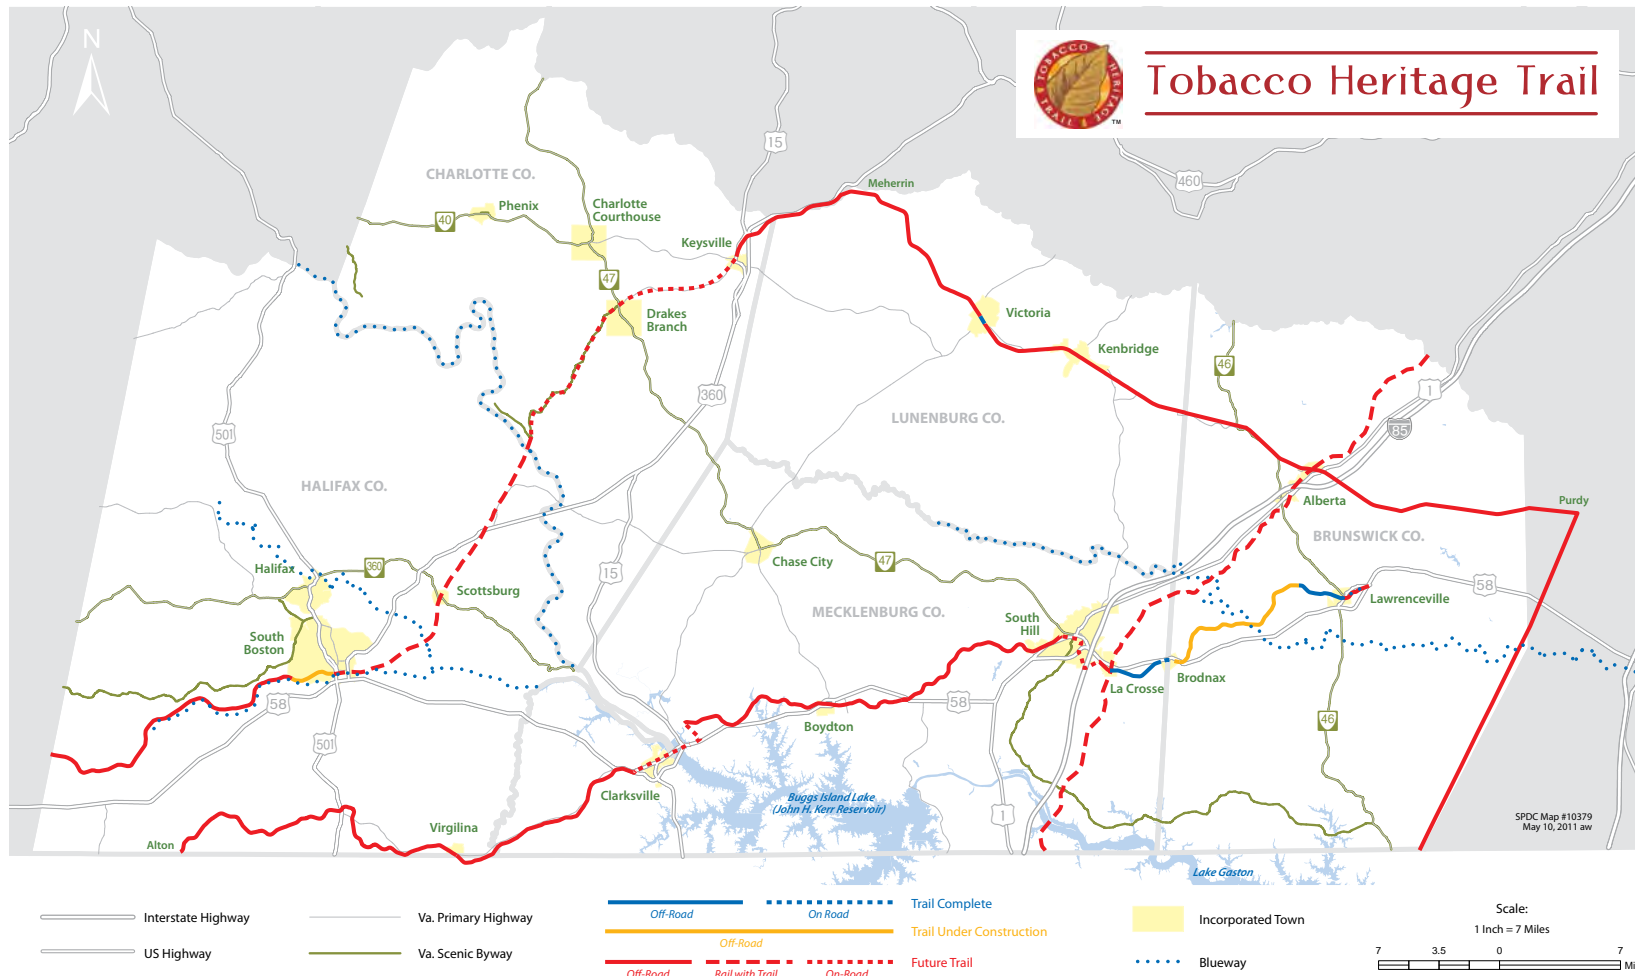 N
TOBACCO HERITAGE TRAIL
TM
Tobacco Heritage Trail
15
460
CHARLOTTE CO.
Meherrin
40
Phenix
Charlotte
Courthouse
Keysville
47
Drakes
Branch
Victoria
Kenbridge
46
1
360
LUNENBURG CO.
85
501
HALIFAX CO.
Alberta
Purdy
BRUNSWICK CO.
Halifax
360
Chase City
47
15
Scottsburg
MECKLENBURG CO.
58
Lawrenceville
South
Hill
South
Boston
La Crosse
Brodnax
58
58
46
501
Boydton
Clarksville
Buggs Island Lake
(John H. Kerr Reservoir)
1
SPDC Map #10379
May 10, 2011 aw
Virgilina
Alton
Lake Gaston
Interstate Highway
US Highway
Va. Primary Highway
Va. Scenic Byway
Off-Road
On Road
Trail Complete
Off-Road
Trail Under Construction
Off-Road
Rail with Trail
On-Road
Future Trail
Incorporated Town
Blueway
Scale:
1 Inch = 7 Miles
7 3.5 0 7
Mi